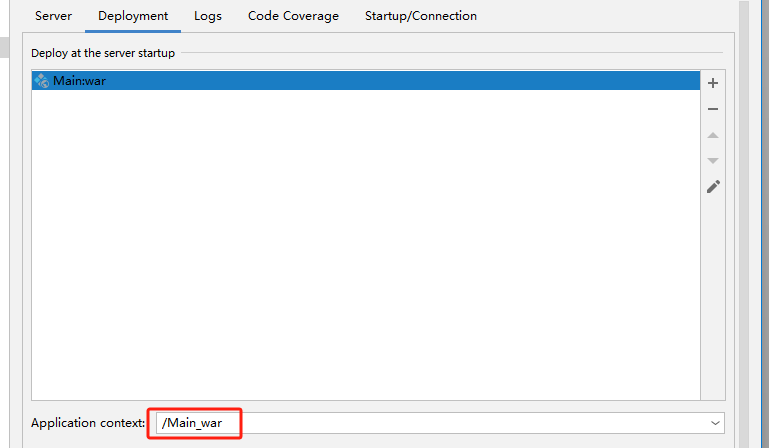 Server Deployment Logs Code Coverage Startup/Connection
Deploy at the server startup
Main:war
Application context: /Main_war